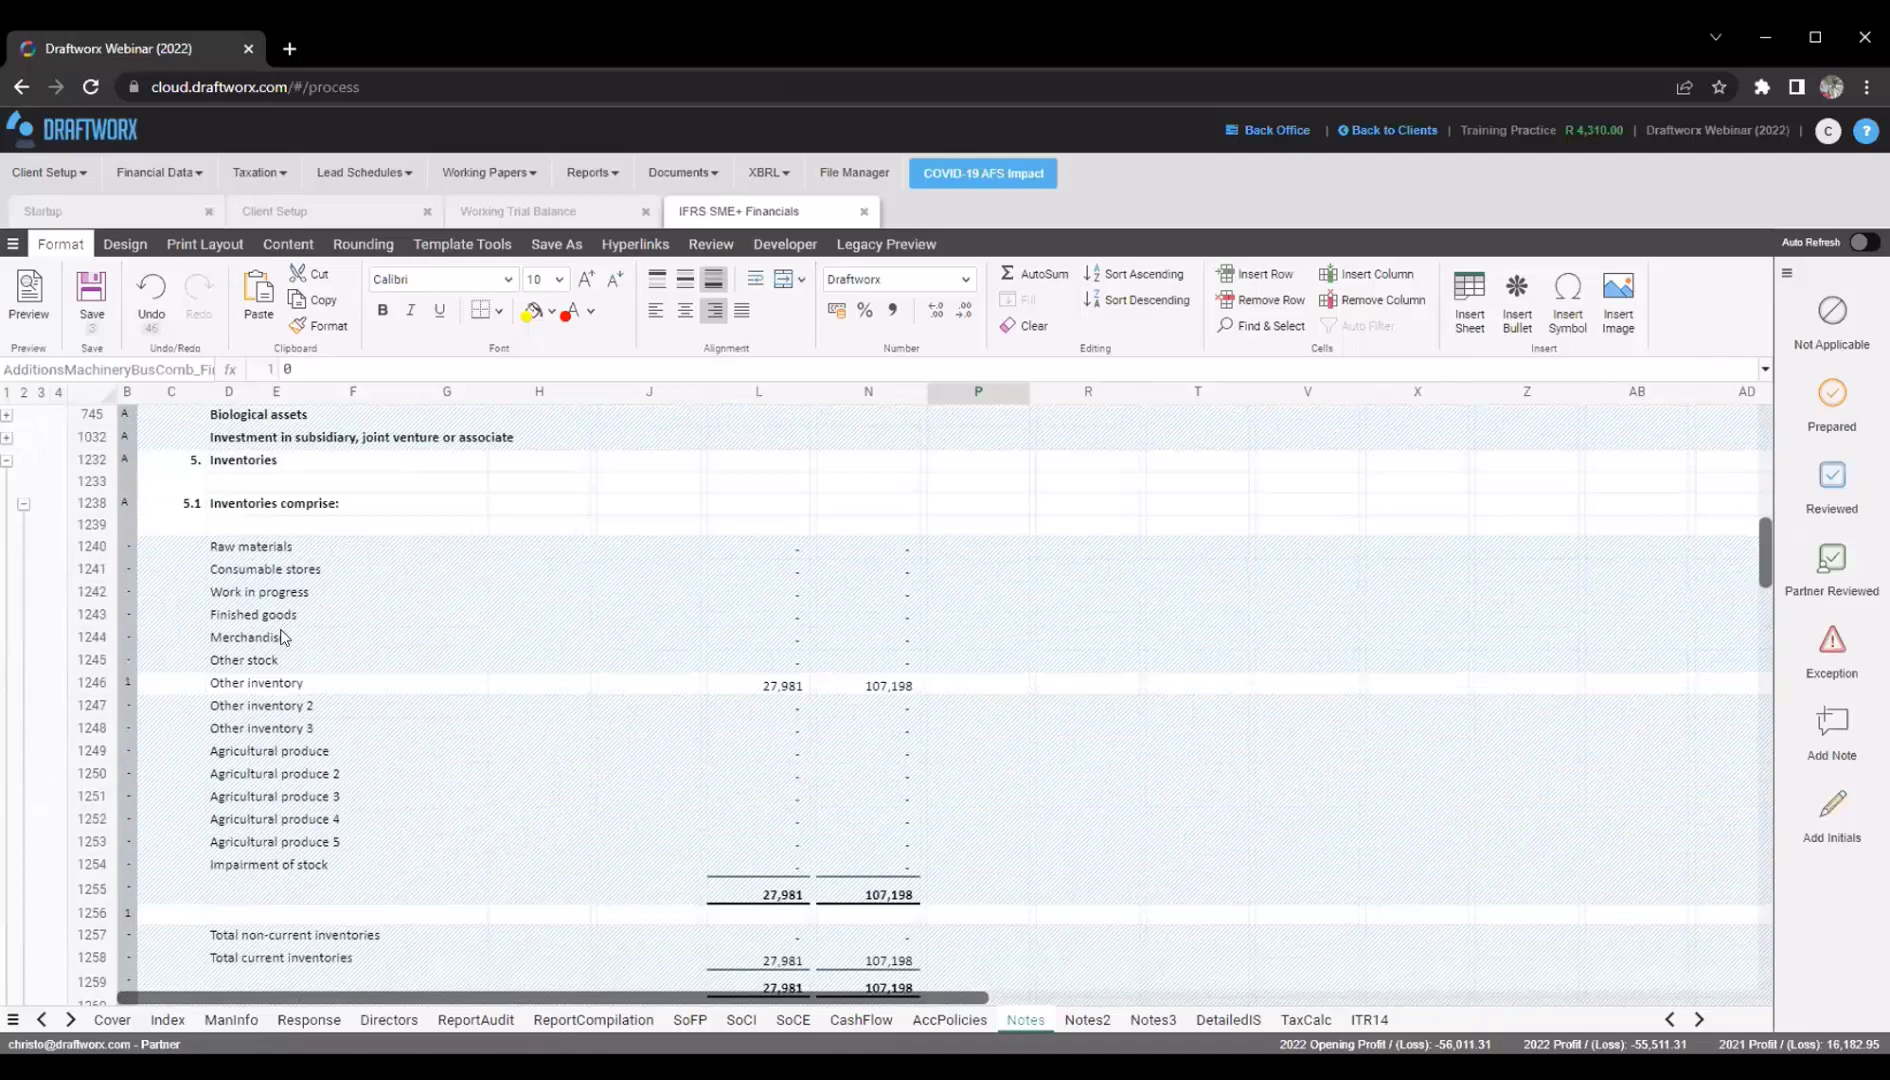 Draftworx Webinar (2022)
cloud.draftworx.com/#/process
DRAFTWORX
Back Office | Back to Clients | Training Practice R 4,310.00 | Draftworx Webinar (2022) | C ?
Client Setup Financial Data Taxation Lead Schedules Working Papers Reports Documents XBRL File Manager COVID-19 AFS Impact
Startup Client Setup Working Trial Balance IFRS SME+ Financials
Format Design Print Layout Content Rounding Template Tools Save As Hyperlinks Review Developer Legacy Preview Auto Refresh
Cut Calibri 10 Draftworx AutoSum Sort Ascending Insert Row Insert Column
Copy Fill Sort Descending Remove Row Remove Column
Preview Save Undo Redo Paste B I U Insert Sheet Insert Bullet Insert Symbol Insert Image
3 46 Format Clear Find & Select Auto Filter
Preview Save Undo/Redo Clipboard Font Alignment Number Editing Cells Insert
AdditionsMachineryBusComb_Fi fx 1 0
1 2 3 4 B C D E F G H J L N P R T V X Z AB AD
745 A Biological assets
1032 A Investment in subsidiary, joint venture or associate
1232 A 5. Inventories
1233
1238 A 5.1 Inventories comprise:
1239
1240 - Raw materials - -
1241 - Consumable stores - -
1242 - Work in progress - -
1243 - Finished goods - -
1244 - Merchandis - -
1245 - Other stock - -
1246 1 Other inventory 27,981 107,198
1247 - Other inventory 2 - -
1248 - Other inventory 3 - -
1249 - Agricultural produce - -
1250 - Agricultural produce 2 - -
1251 - Agricultural produce 3 - -
1252 - Agricultural produce 4 - -
1253 - Agricultural produce 5 - -
1254 - Impairment of stock - -
1255 - 27,981 107,198
1256 1
1257 - Total non-current inventories - -
1258 - Total current inventories 27,981 107,198
1259 - 27,981 107,198
Not Applicable
Prepared
Reviewed
Partner Reviewed
Exception
Add Note
Add Initials
Cover Index ManInfo Response Directors ReportAudit ReportCompilation SoFP SoCI SoCE CashFlow AccPolicies Notes Notes2 Notes3 DetailedIS TaxCalc ITR14
christo@draftworx.com - Partner 2022 Opening Profit / (Loss): -56,011.31 2022 Profit / (Loss): -55,511.31 2021 Profit / (Loss): 16,182.95